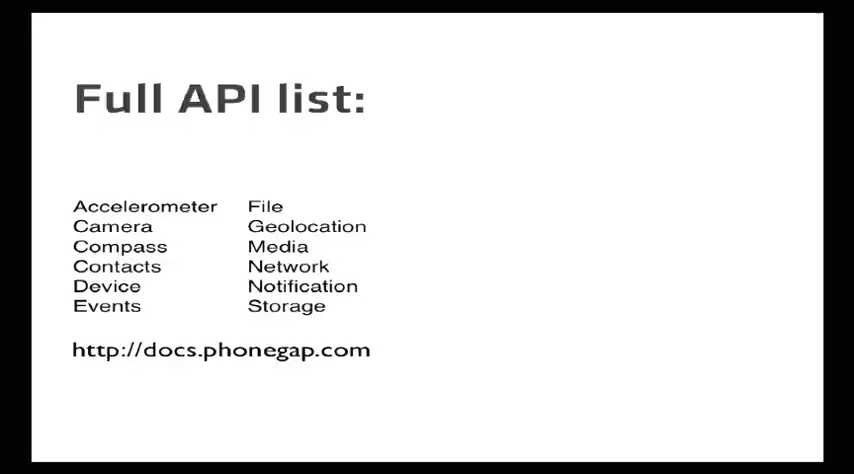 Full API list:
Accelerometer
Camera
Compass
Contacts
Device
Events
File
Geolocation
Media
Network
Notification
Storage
http://docs.phonegap.com